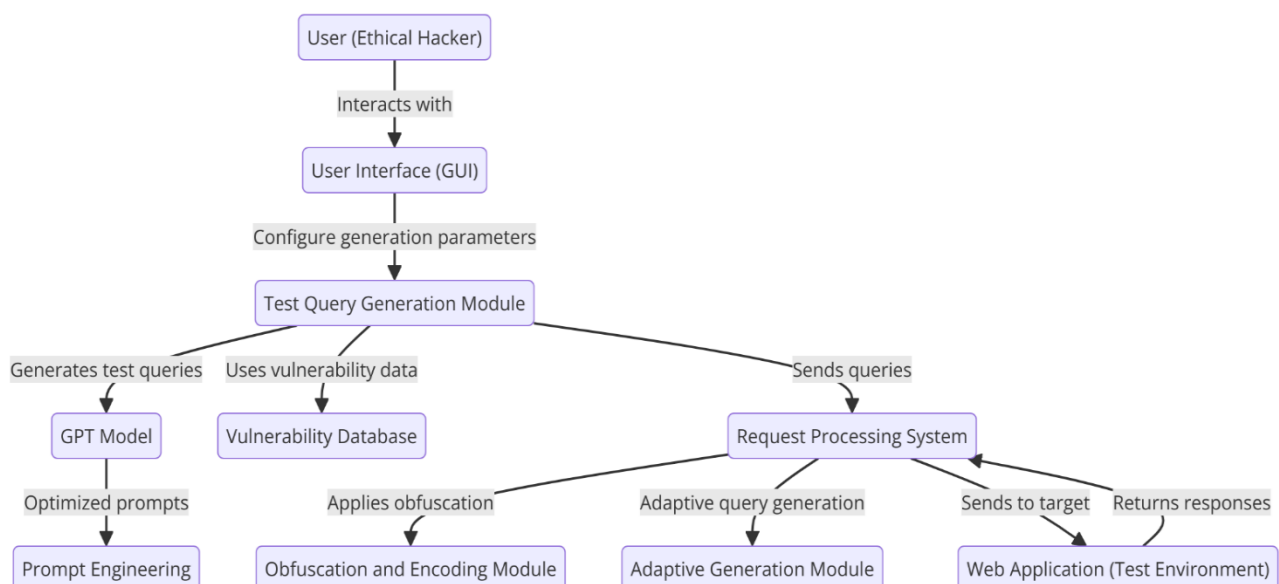 User (Ethical Hacker)
Interacts with
User Interface (GUI)
Configure generation parameters
Test Query Generation Module
Generates test queries
Uses vulnerability data
Sends queries
GPT Model
Vulnerability Database
Request Processing System
Optimized prompts
Applies obfuscation
Adaptive query generation
Sends to target
Returns responses
Prompt Engineering
Obfuscation and Encoding Module
Adaptive Generation Module
Web Application (Test Environment)